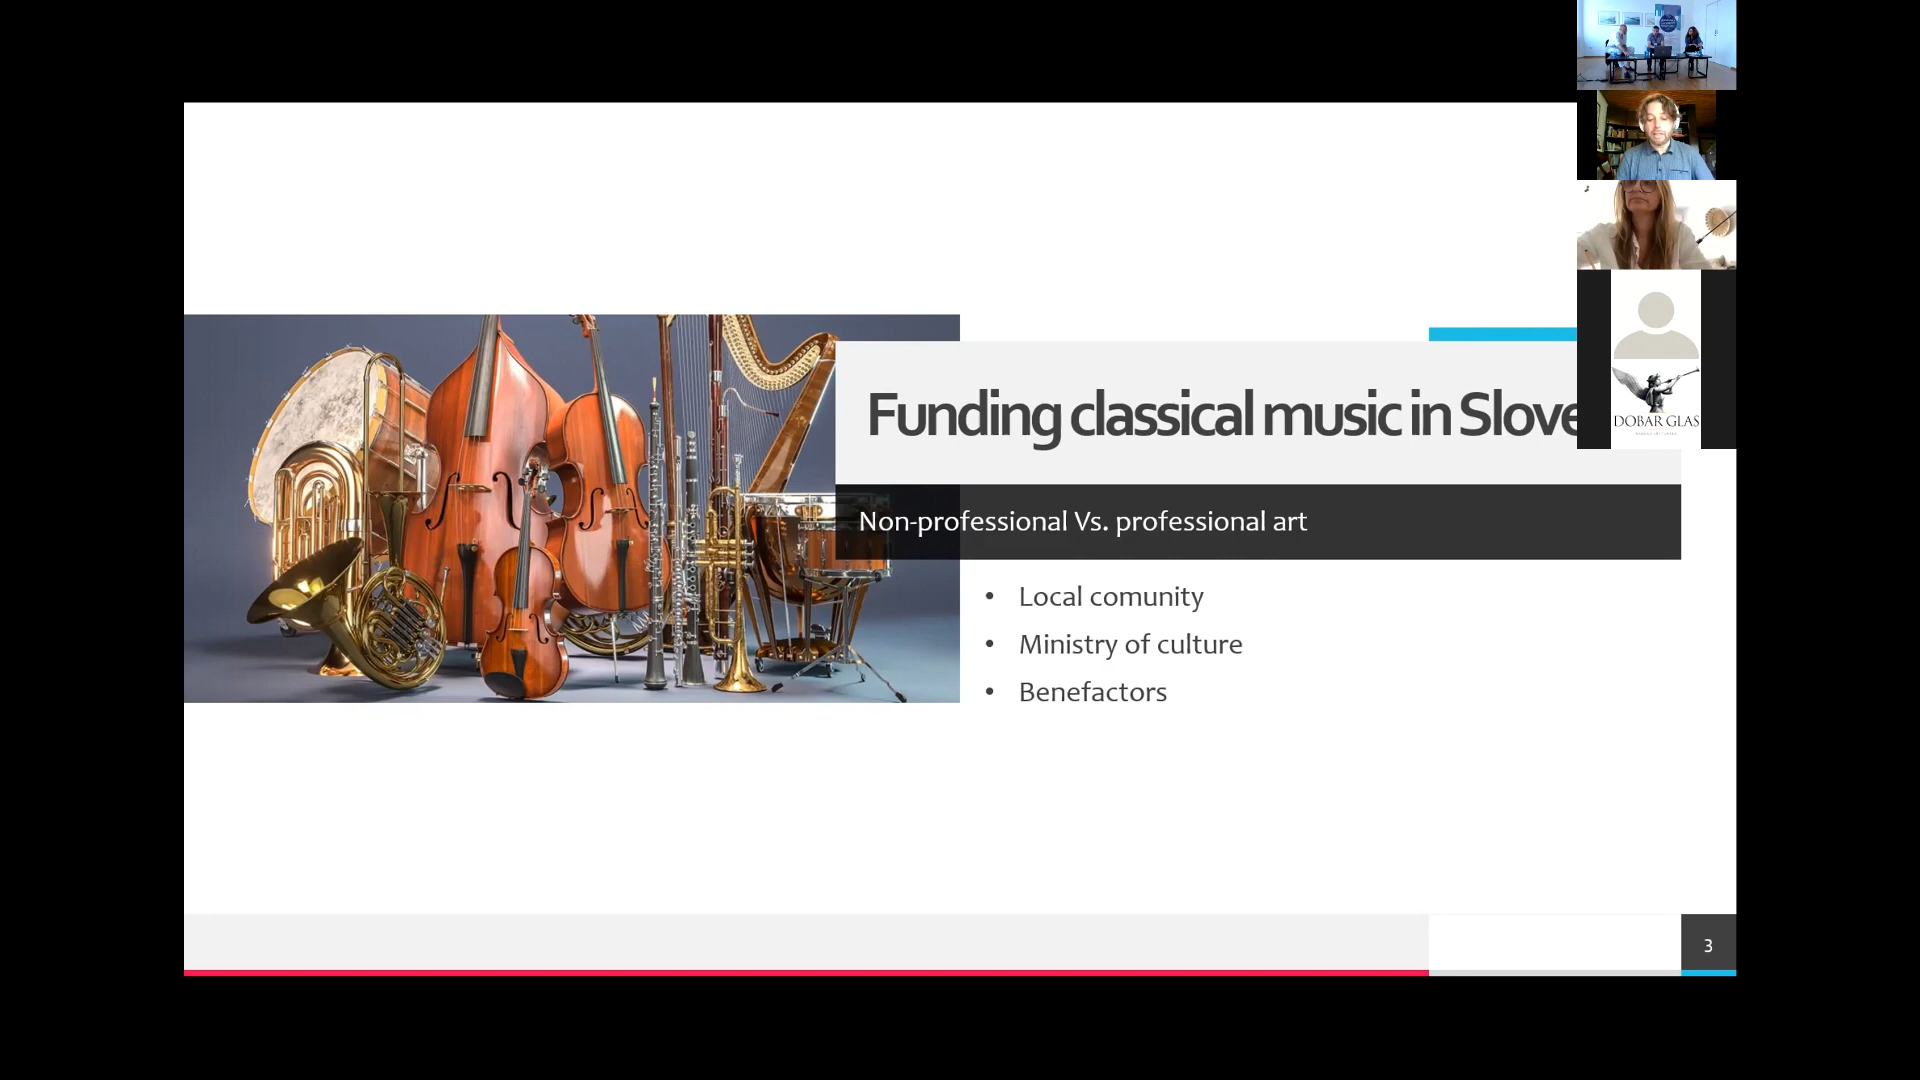 Funding classical music in Slove
Non-professional Vs. professional art
• Local comunity
• Ministry of culture
• Benefactors
DOBAR GLAS
3